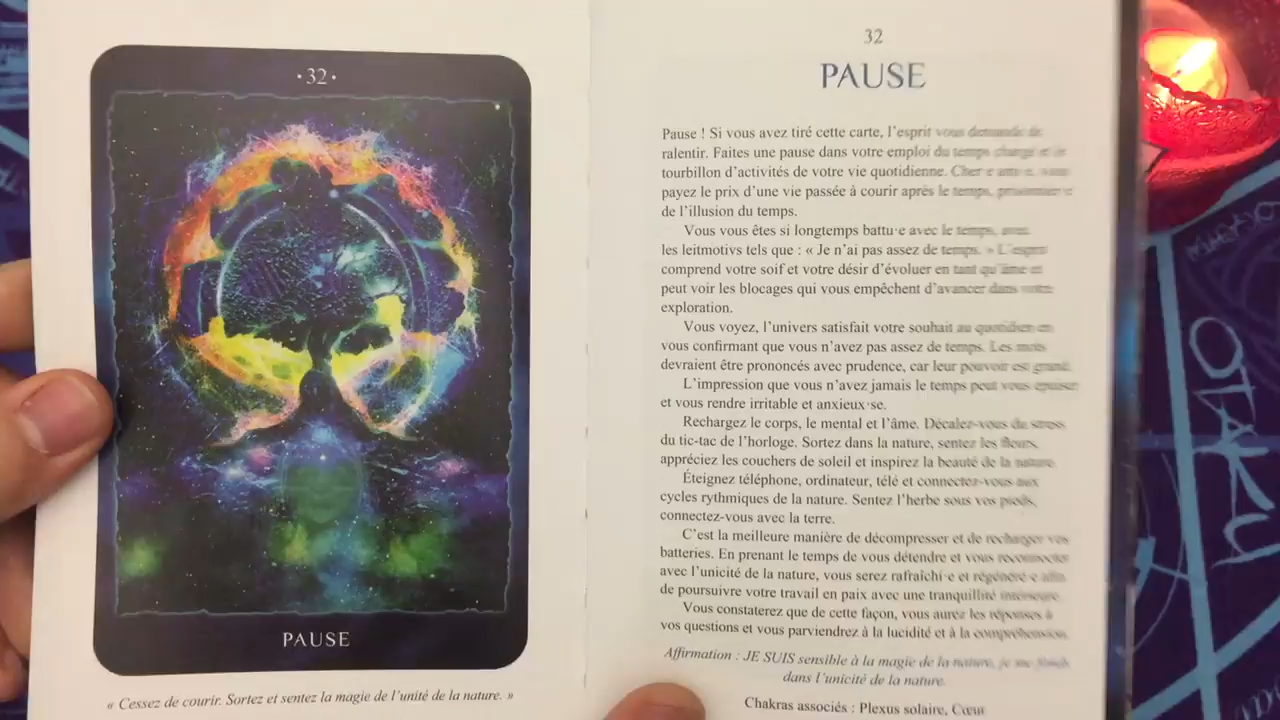 ·32·
PAUSE
« Cessez de courir. Sortez et sentez la magie de l'unité de la nature. »
32
PAUSE
Pause ! Si vous avez tiré cette carte, l'esprit vous demande de
ralentir. Faites une pause dans votre emploi du temps chargé et le
tourbillon d'activités de votre vie quotidienne. Cher·e ami·e, vous
payez le prix d'une vie passée à courir après le temps, prisonnier·e
de l'illusion du temps.
Vous vous êtes si longtemps battu·e avec le temps, avec
les leitmotivs tels que : « Je n'ai pas assez de temps. » L'esprit
comprend votre soif et votre désir d'évoluer en tant qu'âme et
peut voir les blocages qui vous empêchent d'avancer dans votre
exploration.
Vous voyez, l'univers satisfait votre souhait au quotidien en
vous confirmant que vous n'avez pas assez de temps. Les mots
devraient être prononcés avec prudence, car leur pouvoir est grand.
L'impression que vous n'avez jamais le temps peut vous épuiser
et vous rendre irritable et anxieux·se.
Rechargez le corps, le mental et l'âme. Décalez-vous du stress
du tic-tac de l'horloge. Sortez dans la nature, sentez les fleurs,
appréciez les couchers de soleil et inspirez la beauté de la nature.
Éteignez téléphone, ordinateur, télé et connectez-vous aux
cycles rythmiques de la nature. Sentez l'herbe sous vos pieds,
connectez-vous avec la terre.
C'est la meilleure manière de décompresser et de recharger vos
batteries. En prenant le temps de vous détendre et vous reconnecter
avec l'unicité de la nature, vous serez rafraîchi·e et régénéré·e afin
de poursuivre votre travail en paix avec une tranquillité intérieure.
Vous constaterez que de cette façon, vous aurez les réponses à
vos questions et vous parviendrez à la lucidité et à la compréhension.
Affirmation : JE SUIS sensible à la magie de la nature, je me fonds
dans l'unicité de la nature.
Chakras associés : Plexus solaire, Cœur
OTARU